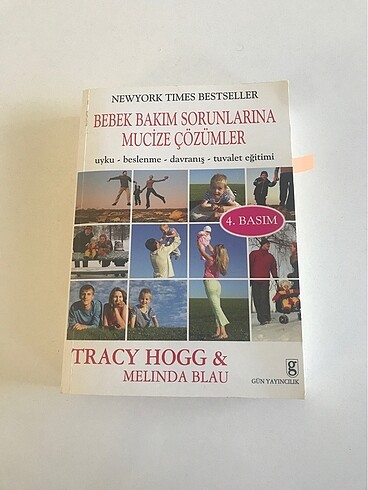 NEWYORK TIMES BESTSELLER
BEBEK BAKIM SORUNLARINA
MUCİZE ÇÖZÜMLER
uyku - beslenme - davranış - tuvalet eğitimi
4. BASIM
TRACY HOGG &
MELINDA BLAU
g
GÜN YAYINCILIK